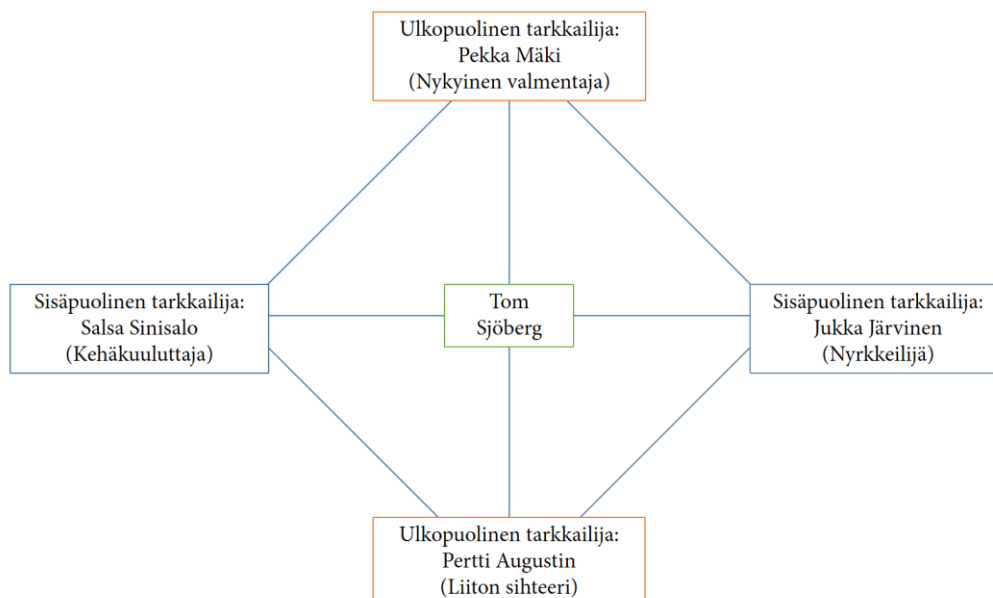 Ulkopuolinen tarkkailija:
Pekka Mäki
(Nykyinen valmentaja)
Sisäpuolinen tarkkailija:
Salsa Sinisalo
(Kehäkuuluttaja)
Tom
Sjöberg
Sisäpuolinen tarkkailija:
Jukka Järvinen
(Nyrkkeilijä)
Ulkopuolinen tarkkailija:
Pertti Augustin
(Liiton sihteeri)